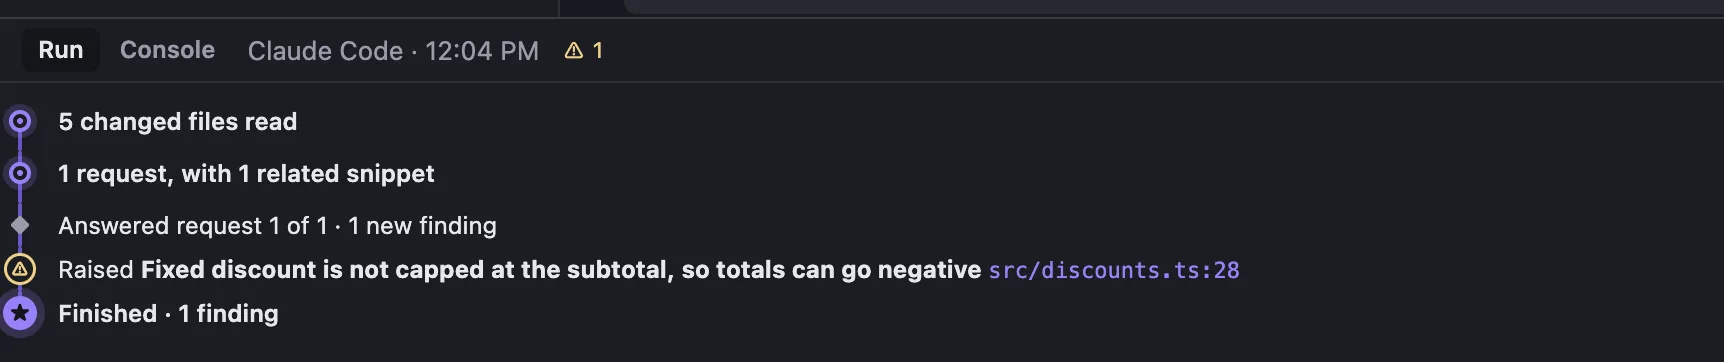 Run Console Claude Code · 12:04 PM 1
5 changed files read
1 request, with 1 related snippet
Answered request 1 of 1 · 1 new finding
Raised Fixed discount is not capped at the subtotal, so totals can go negative src/discounts.ts:28
Finished · 1 finding